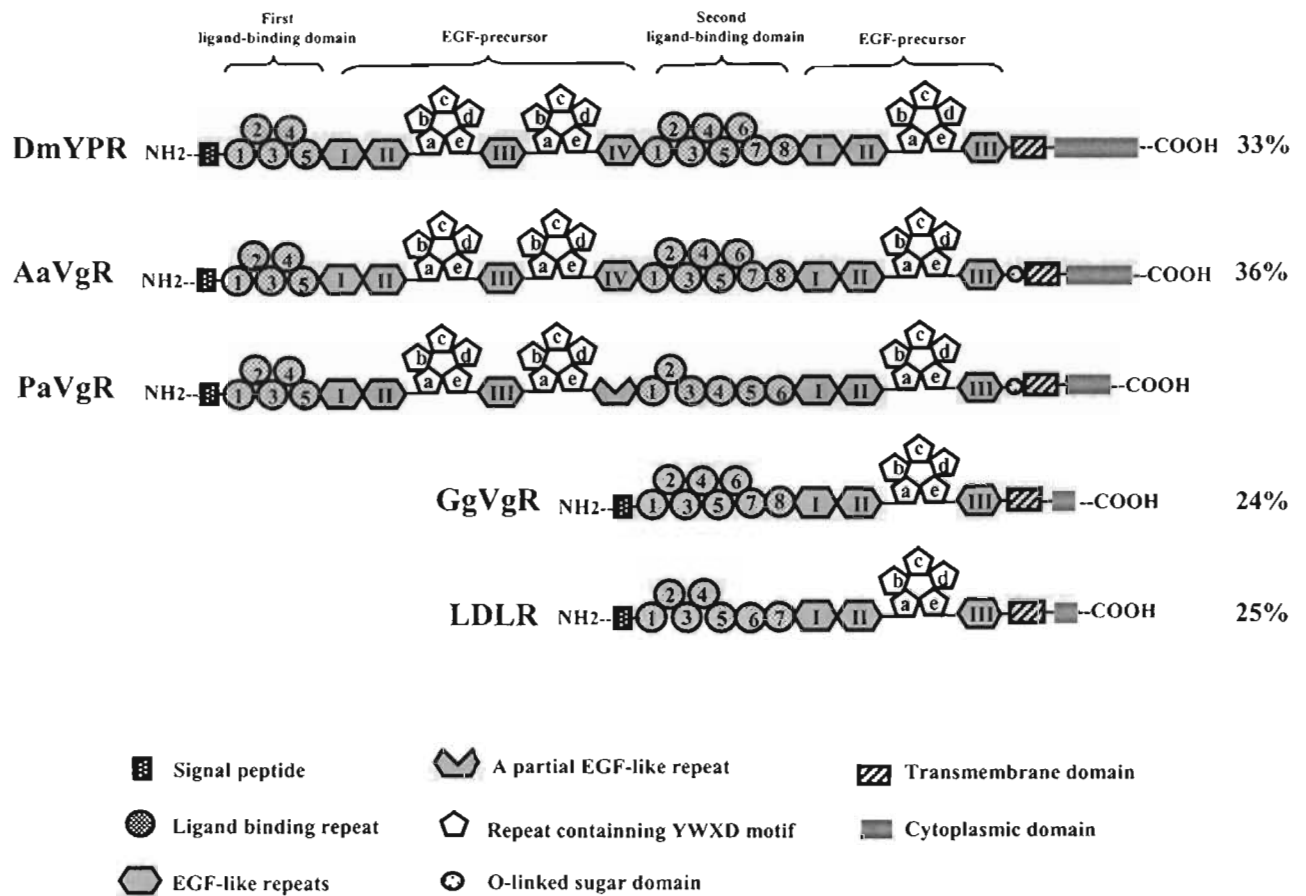 First
ligand-binding domain
EGF-precursor
Second
ligand-binding domain
EGF-precursor
DmYPR NH2-- 1 2 3 4 5 I II a b c d e III a b c d e IV 1 2 3 4 5 6 7 8 I II a b c d e III --COOH 33%
AaVgR NH2-- 1 2 3 4 5 I II a b c d e III a b c d e IV 1 2 3 4 5 6 7 8 I II a b c d e III --COOH 36%
PaVgR NH2-- 1 2 3 4 5 I II a b c d e III a b c d e 1 2 3 4 5 6 I II a b c d e III --COOH
GgVgR NH2-- 1 2 3 4 5 6 7 8 I II a b c d e III --COOH 24%
LDLR NH2-- 1 2 3 4 5 6 7 I II a b c d e III --COOH 25%
Signal peptide
A partial EGF-like repeat
Transmembrane domain
Ligand binding repeat
Repeat containning YWXD motif
Cytoplasmic domain
EGF-like repeats
O-linked sugar domain